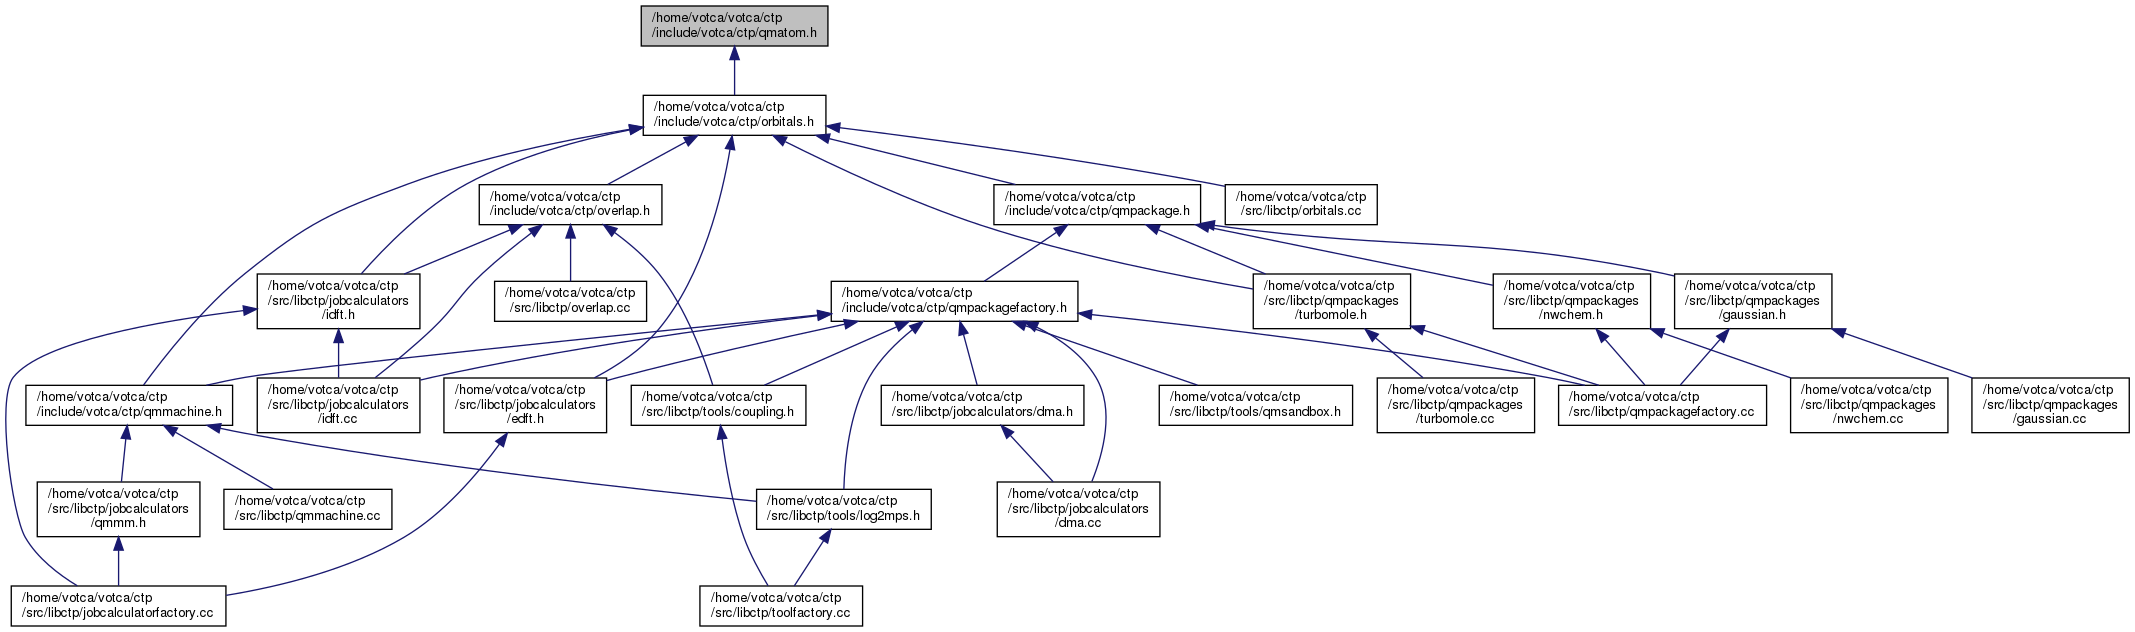 /home/votca/votca/ctp
/include/votca/ctp/qmatom.h
/home/votca/votca/ctp
/include/votca/ctp/orbitals.h
/home/votca/votca/ctp
/include/votca/ctp/overlap.h
/home/votca/votca/ctp
/include/votca/ctp/qmpackage.h
/home/votca/votca/ctp
/src/libctp/orbitals.cc
/home/votca/votca/ctp
/src/libctp/jobcalculators
/idft.h
/home/votca/votca/ctp
/src/libctp/overlap.cc
/home/votca/votca/ctp
/include/votca/ctp/qmpackagefactory.h
/home/votca/votca/ctp
/src/libctp/qmpackages
/turbomole.h
/home/votca/votca/ctp
/src/libctp/qmpackages
/nwchem.h
/home/votca/votca/ctp
/src/libctp/qmpackages
/gaussian.h
/home/votca/votca/ctp
/include/votca/ctp/qmmachine.h
/home/votca/votca/ctp
/src/libctp/jobcalculators
/idft.cc
/home/votca/votca/ctp
/src/libctp/jobcalculators
/edft.h
/home/votca/votca/ctp
/src/libctp/tools/coupling.h
/home/votca/votca/ctp
/src/libctp/jobcalculators/dma.h
/home/votca/votca/ctp
/src/libctp/tools/qmsandbox.h
/home/votca/votca/ctp
/src/libctp/qmpackages
/turbomole.cc
/home/votca/votca/ctp
/src/libctp/qmpackagefactory.cc
/home/votca/votca/ctp
/src/libctp/qmpackages
/nwchem.cc
/home/votca/votca/ctp
/src/libctp/qmpackages
/gaussian.cc
/home/votca/votca/ctp
/src/libctp/jobcalculators
/qmmm.h
/home/votca/votca/ctp
/src/libctp/qmmachine.cc
/home/votca/votca/ctp
/src/libctp/tools/log2mps.h
/home/votca/votca/ctp
/src/libctp/jobcalculators
/dma.cc
/home/votca/votca/ctp
/src/libctp/jobcalculatorfactory.cc
/home/votca/votca/ctp
/src/libctp/toolfactory.cc